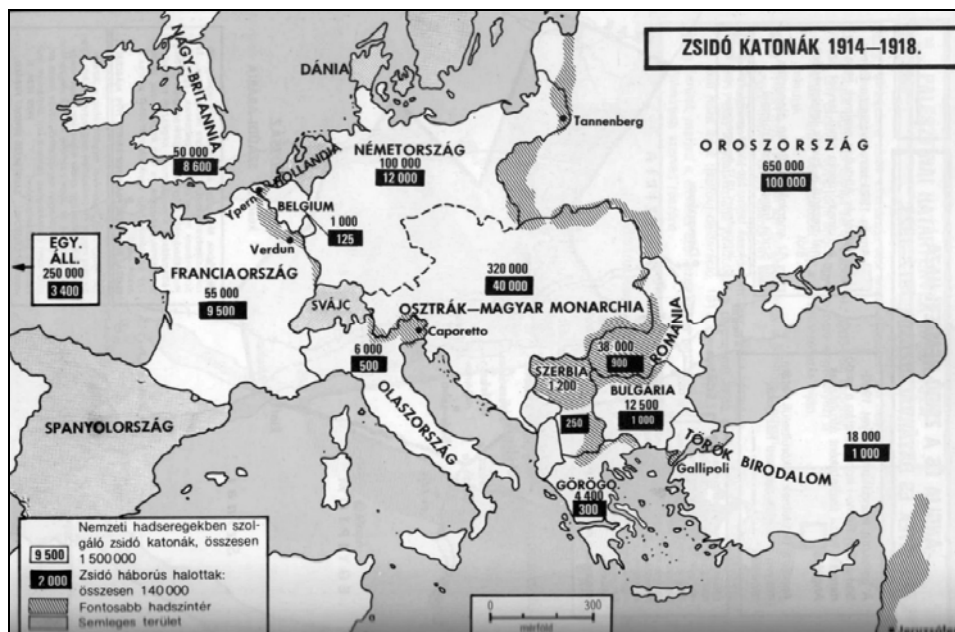 ZSIDÓ KATONÁK 1914—1918.
NAGY-BRITANNIA
50 000
8 600
DÁNIA
HOLLANDIA
NÉMETORSZÁG
100 000
12 000
Tannenberg
OROSZORSZÁG
650 000
100 000
Ypern
BELGIUM
1 000
125
Verdun
EGY.
ÁLL.
250 000
3 400
FRANCIAORSZÁG
55 000
9 500
SVÁJC
320 000
40 000
OSZTRÁK—MAGYAR MONARCHIA
Caporetto
6 000
500
OLASZORSZÁG
ROMÁNIA
38 000
900
SZERBIA
1 200
250
BULGÁRIA
12 500
1 000
SPANYOLORSZÁG
TÖRÖK BIRODALOM
18 000
1 000
Gallipoli
GÖRÖGO.
4 400
300
9 500
Nemzeti hadseregekben szol-
gáló zsidó katonák, összesen
1 500 000
2 000
Zsidó háborús halottak:
összesen 140 000
Fontosabb hadszíntér
Semleges terület
0 300
mérföld